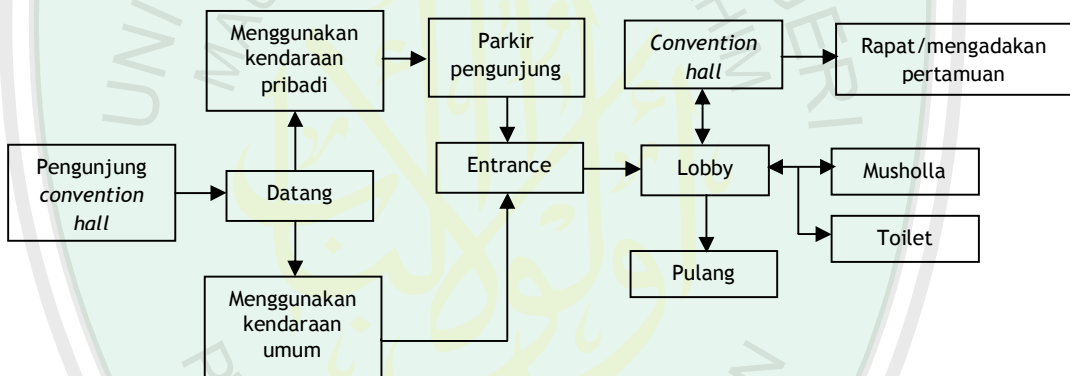 Menggunakan
kendaraan
pribadi
Parkir
pengunjung
Convention
hall
Rapat/mengadakan
pertamuan
Pengunjung
convention
hall
Datang
Entrance
Lobby
Musholla
Toilet
Pulang
Menggunakan
kendaraan
umum